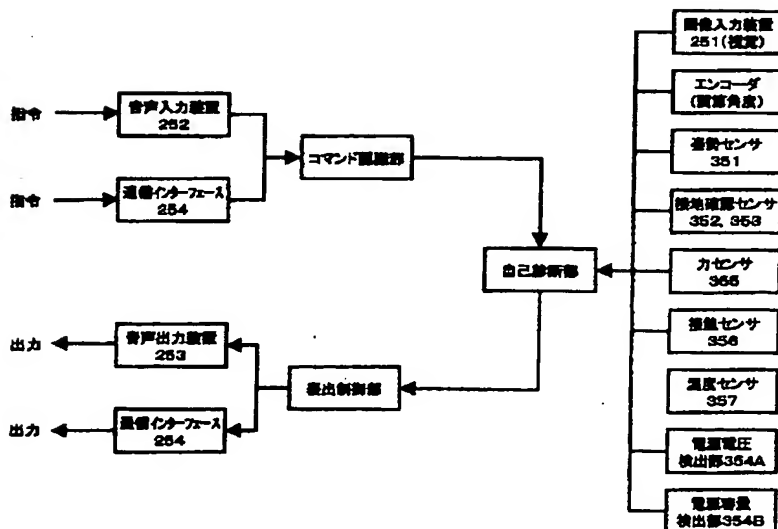 指令
音声入力装置
252
指令
通信インターフェース
254
コマンド認識部
自己診断部
出力
音声出力装置
253
出力
通信インターフェース
254
表出制御部
画像入力装置
251(視覚)
エンコーダ
(関節角度)
姿勢センサ
351
接地確認センサ
352, 353
力センサ
355
接触センサ
356
温度センサ
357
電源電圧
検出部354A
電源容量
検出部354B